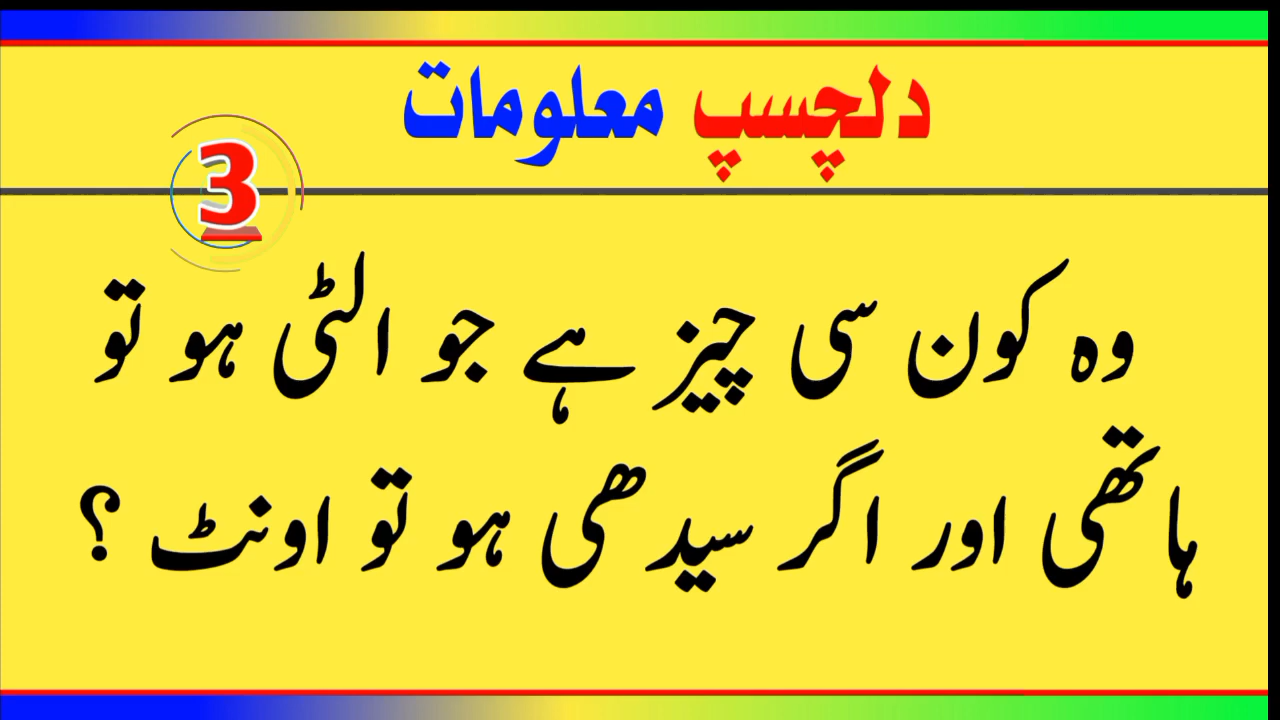 دلچسپ معلومات
3
وہ کون سی چیز ہے جو الٹی ہو تو
ہاتھی اور اگر سیدھی ہو تو اونٹ ؟